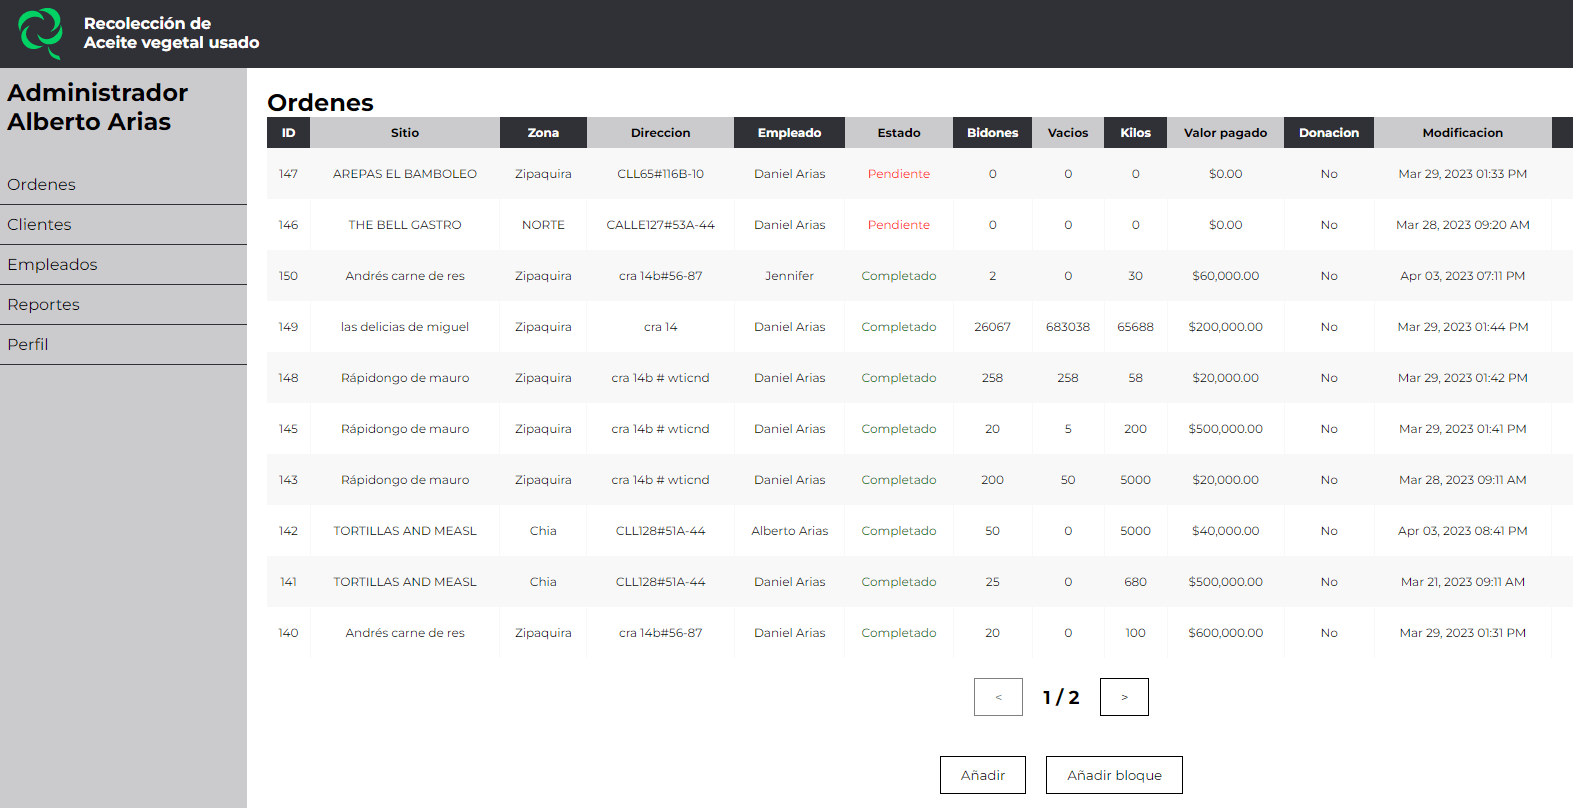 Recolección de
Aceite vegetal usado
Administrador
Alberto Arias
Ordenes
Clientes
Empleados
Reportes
Perfil
Ordenes
ID Sitio Zona Direccion Empleado Estado Bidones Vacios Kilos Valor pagado Donacion Modificacion
147 AREPAS EL BAMBOLEO Zipaquira CLL65#116B-10 Daniel Arias Pendiente 0 0 0 $0.00 No Mar 29, 2023 01:33 PM
146 THE BELL GASTRO NORTE CALLE127#53A-44 Daniel Arias Pendiente 0 0 0 $0.00 No Mar 28, 2023 09:20 AM
150 Andrés carne de res Zipaquira cra 14b#56-87 Jennifer Completado 2 0 30 $60,000.00 No Apr 03, 2023 07:11 PM
149 las delicias de miguel Zipaquira cra 14 Daniel Arias Completado 26067 683038 65688 $200,000.00 No Mar 29, 2023 01:44 PM
148 Rápidongo de mauro Zipaquira cra 14b # wticnd Daniel Arias Completado 258 258 58 $20,000.00 No Mar 29, 2023 01:42 PM
145 Rápidongo de mauro Zipaquira cra 14b # wticnd Daniel Arias Completado 20 5 200 $500,000.00 No Mar 29, 2023 01:41 PM
143 Rápidongo de mauro Zipaquira cra 14b # wticnd Daniel Arias Completado 200 50 5000 $20,000.00 No Mar 28, 2023 09:11 AM
142 TORTILLAS AND MEASL Chia CLL128#51A-44 Alberto Arias Completado 50 0 5000 $40,000.00 No Apr 03, 2023 08:41 PM
141 TORTILLAS AND MEASL Chia CLL128#51A-44 Daniel Arias Completado 25 0 680 $500,000.00 No Mar 21, 2023 09:11 AM
140 Andrés carne de res Zipaquira cra 14b#56-87 Daniel Arias Completado 20 0 100 $600,000.00 No Mar 29, 2023 01:31 PM
< 1 / 2 >
Añadir Añadir bloque